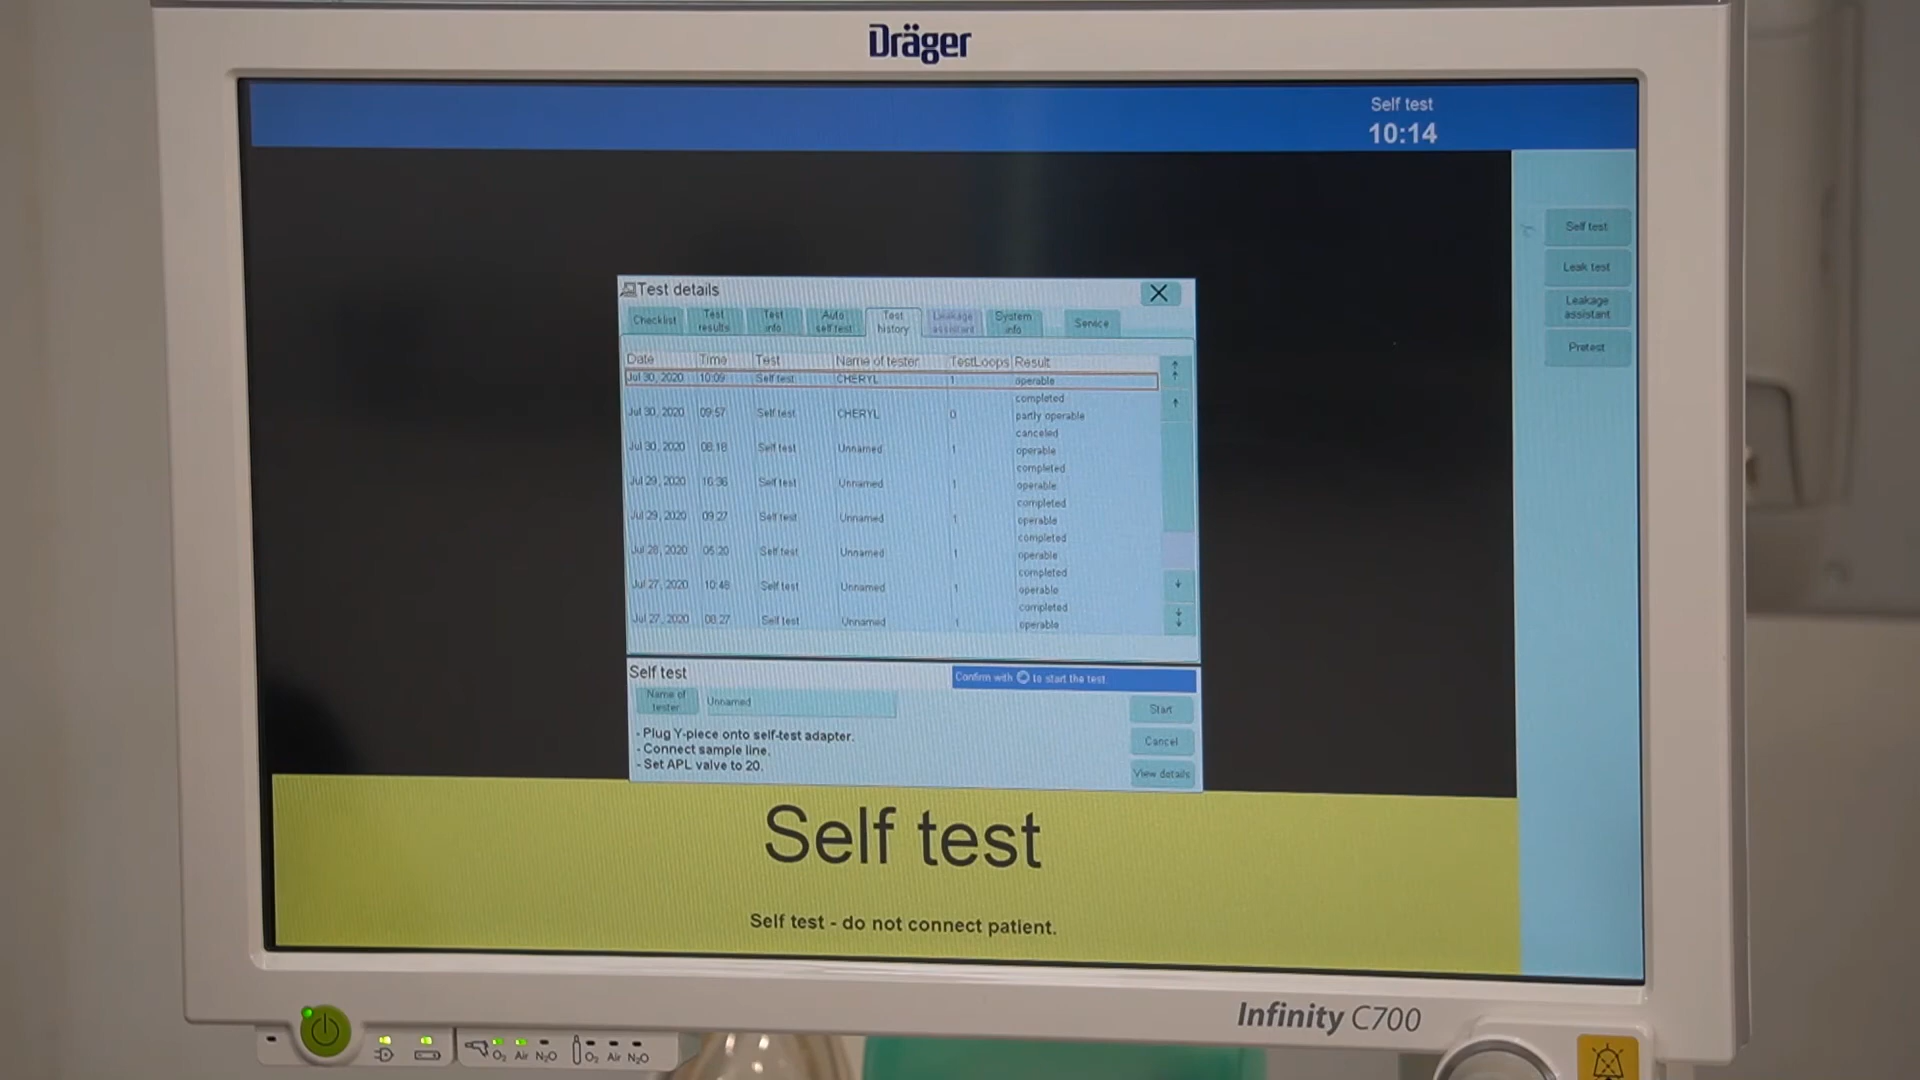 Dräger
Self test
10:14
Self test
Leak test
Leakage assistant
Pretest
Test details
Checklist
Test results
Test info
Auto self test
Test history
Leakage assistant
System info
Service
Date Time Test Name of tester TestLoops Result
Jul 30, 2020 10:09 Self test CHERYL 1 operable
completed
Jul 30, 2020 09:57 Self test CHERYL 0 partly operable
canceled
Jul 30, 2020 08:18 Self test Unnamed 1 operable
completed
Jul 29, 2020 16:36 Self test Unnamed 1 operable
completed
Jul 29, 2020 09:27 Self test Unnamed 1 operable
completed
Jul 28, 2020 05:20 Self test Unnamed 1 operable
completed
Jul 27, 2020 10:48 Self test Unnamed 1 operable
completed
Jul 27, 2020 08:27 Self test Unnamed 1 operable
Self test
Confirm with to start the test.
Name of tester
Unnamed
Start
Cancel
View details
- Plug Y-piece onto self-test adapter.
- Connect sample line.
- Set APL valve to 20.
Self test
Self test - do not connect patient.
Infinity C700
O₂ Air N₂O O₂ Air N₂O